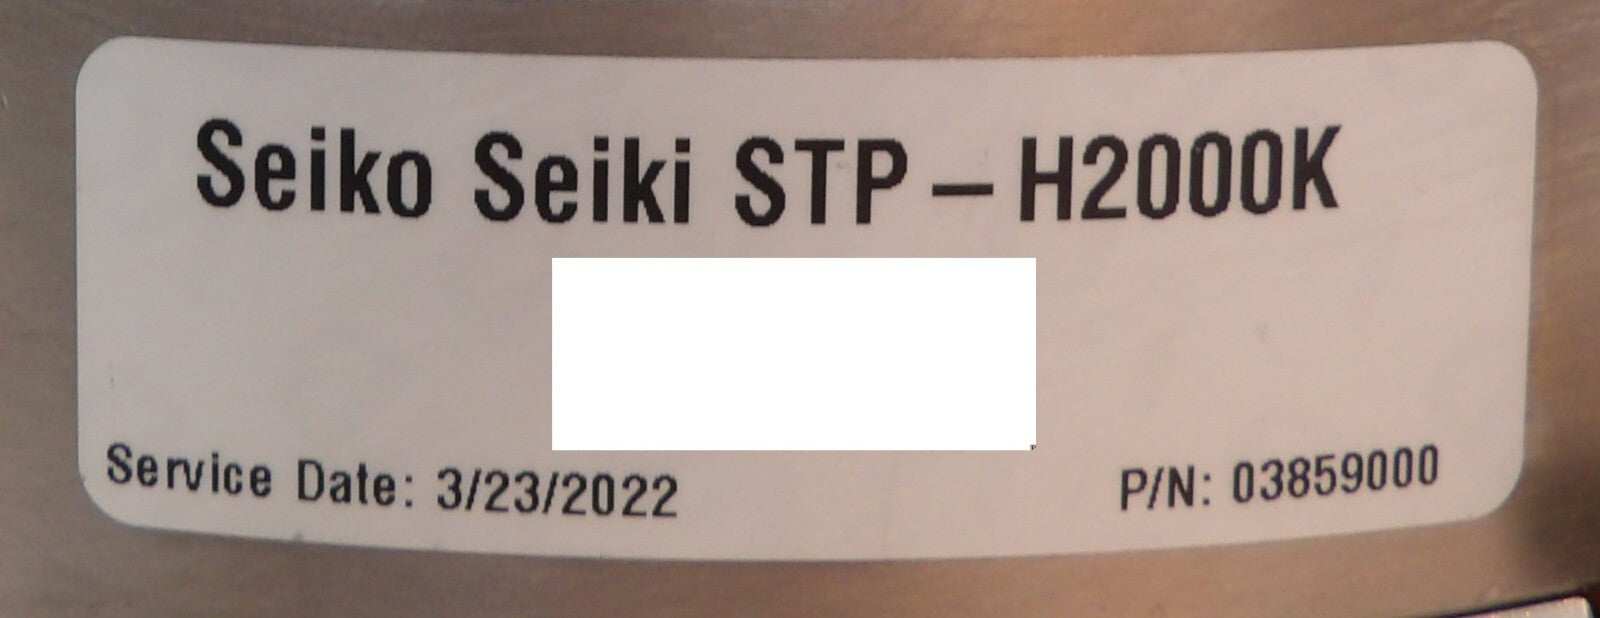 Seiko Seiki STP – H2000K
Service Date: 3/23/2022
P/N: 03859000